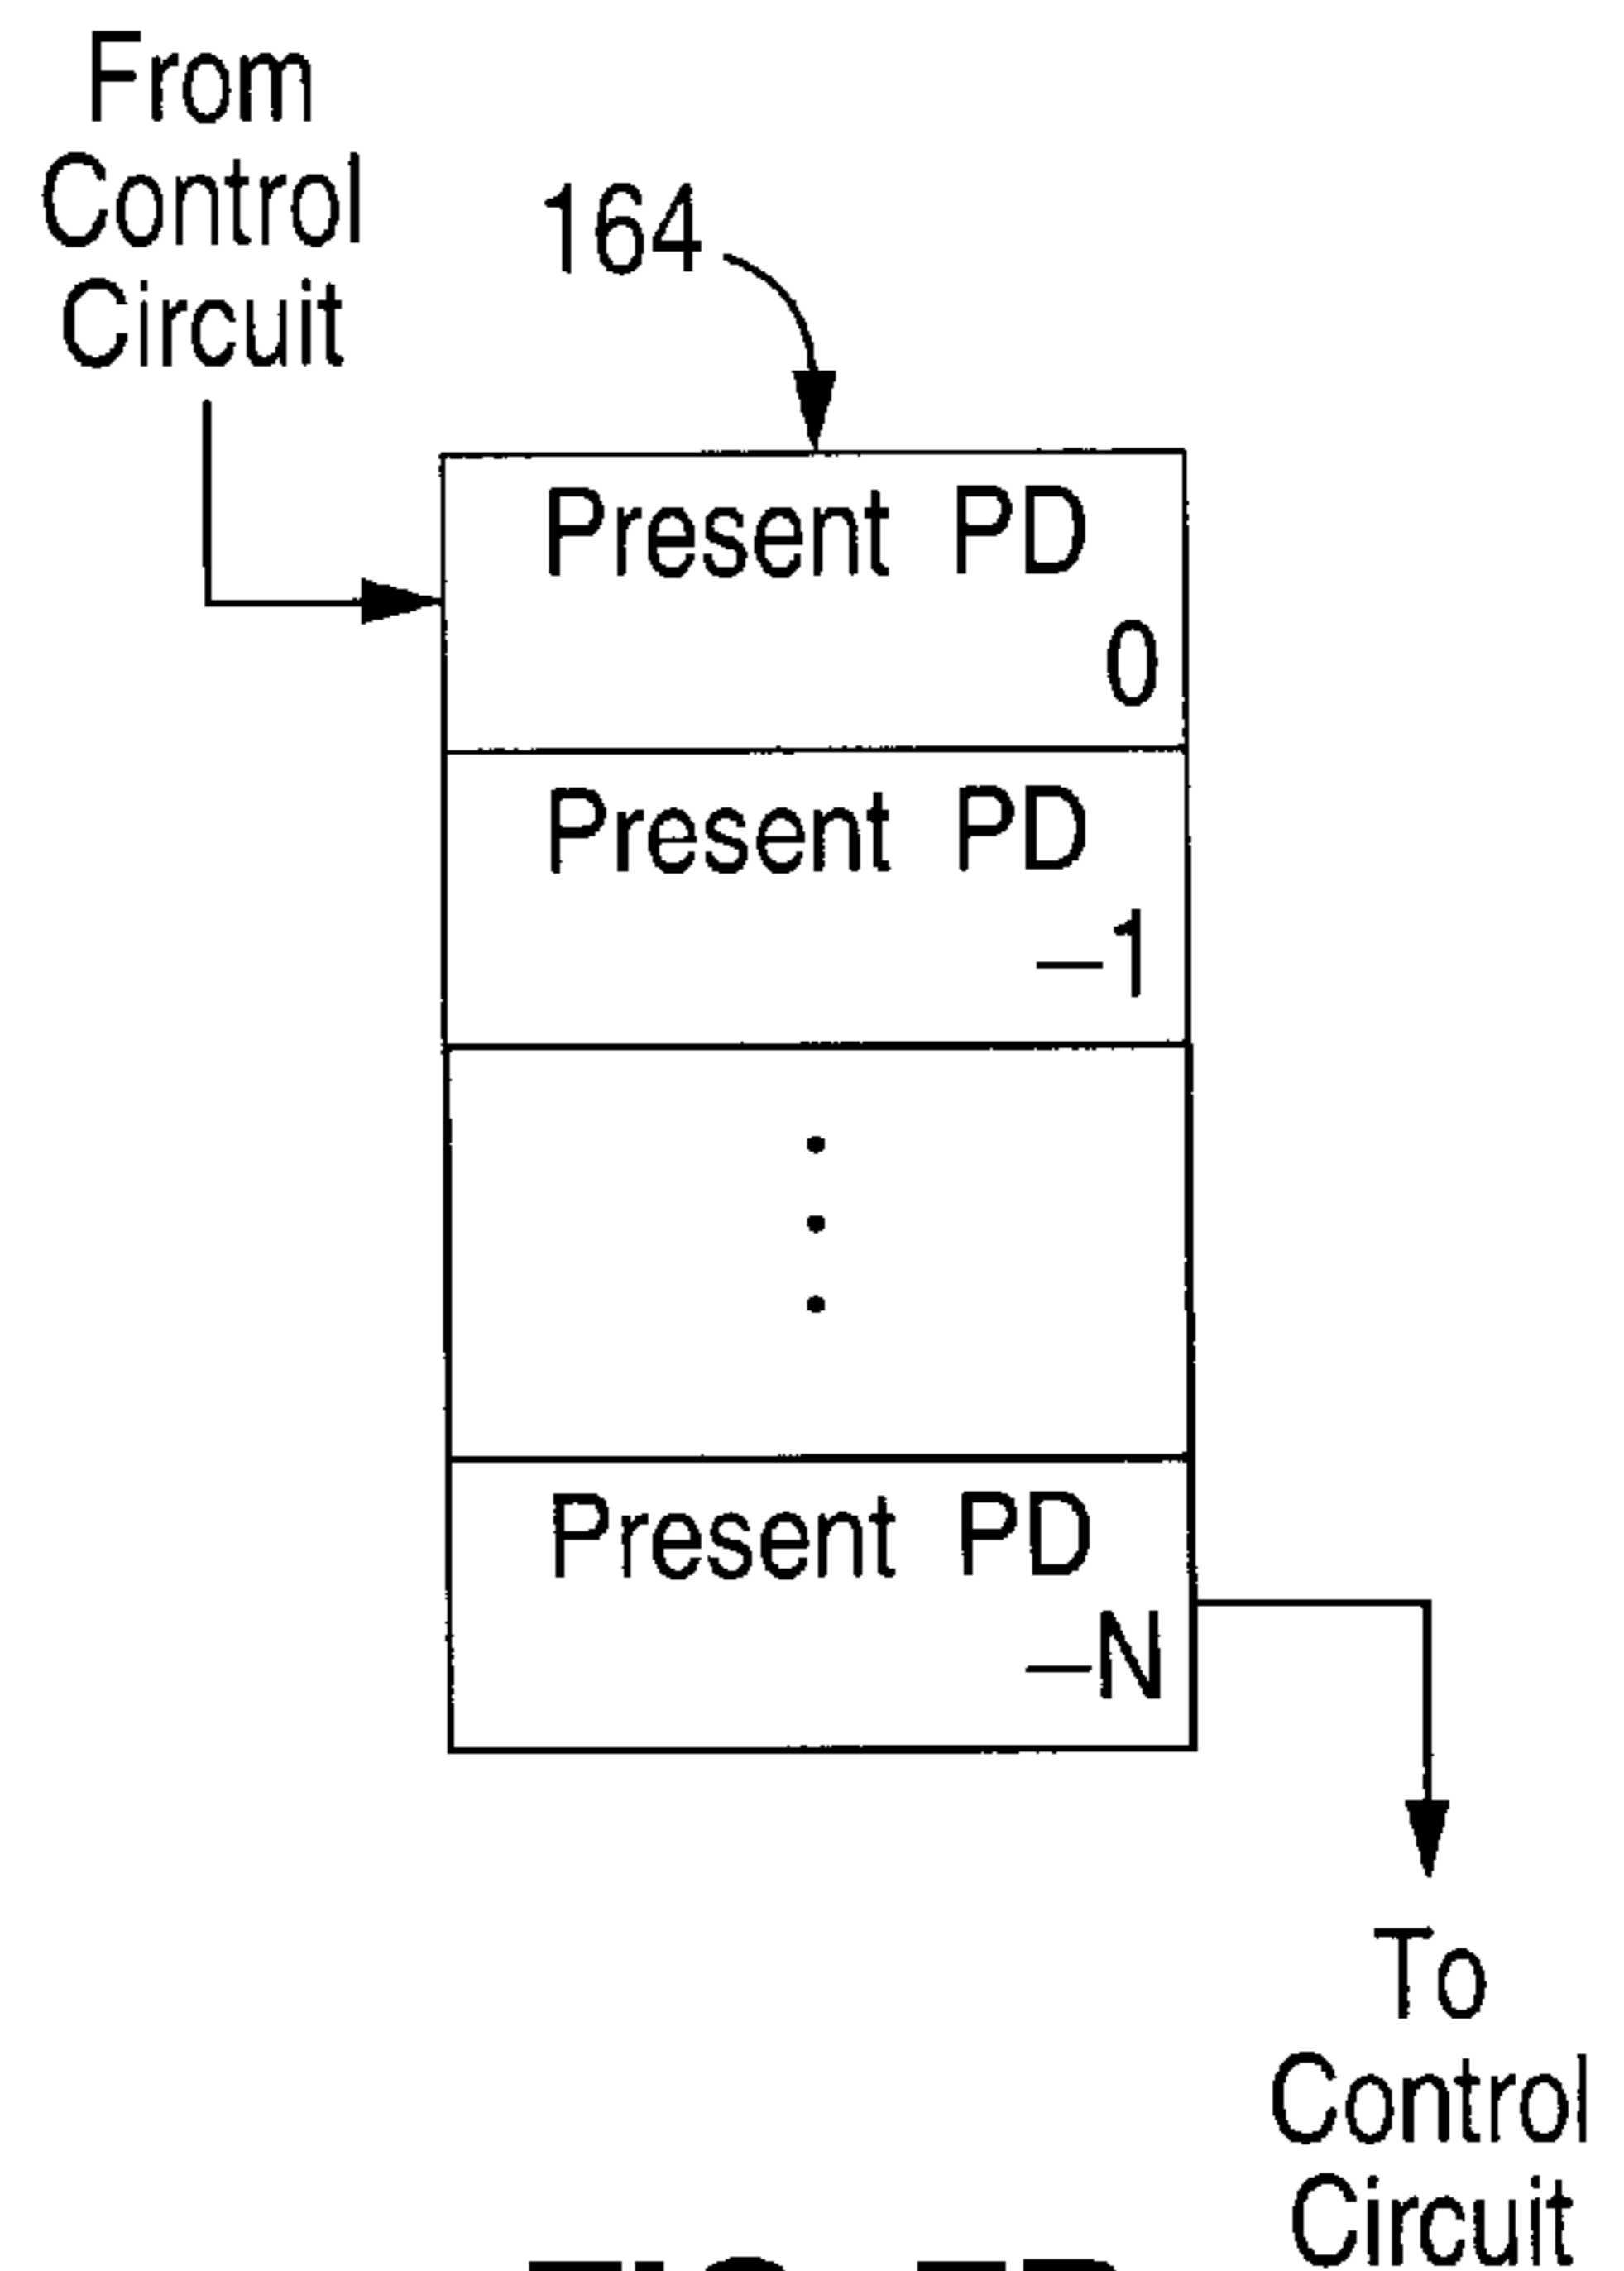 From
Control
Circuit
164
Present PD
0
Present PD
–1
Present PD
–N
To
Control
Circuit